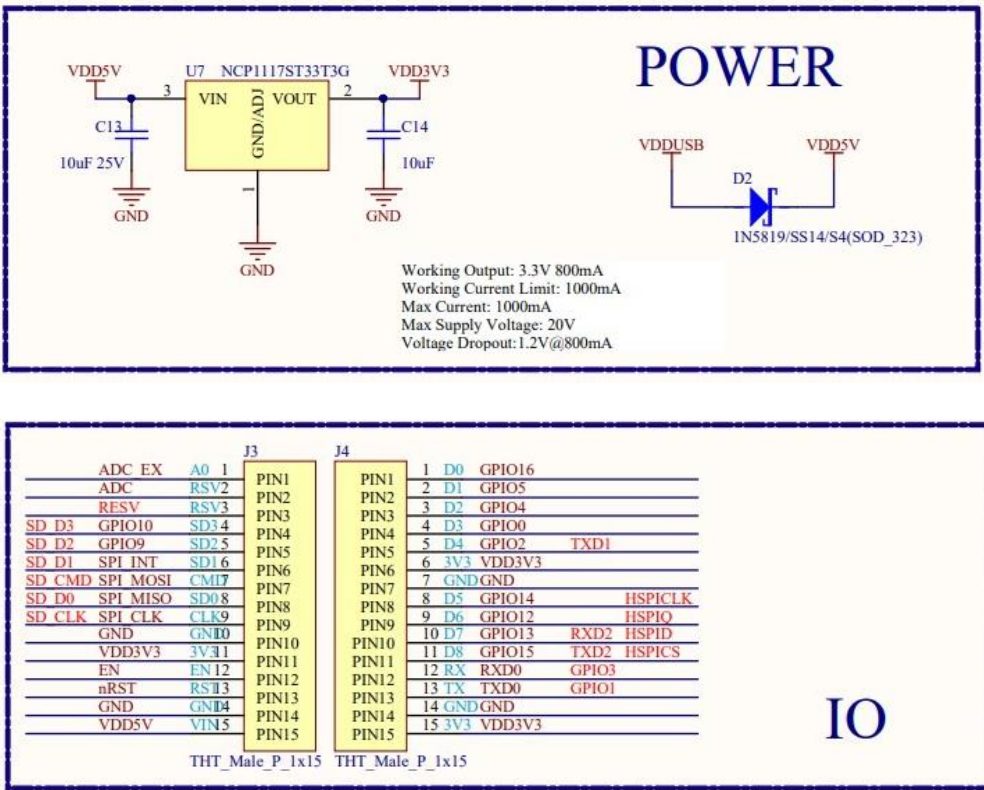 POWER
VDD5V
U7 NCP1117ST33T3G
VDD3V3
3 VIN VOUT 2
GND/ADJ
1
C13
10uF 25V
GND
C14
10uF
GND
GND
VDDUSB
VDD5V
D2
1N5819/SS14/S4(SOD_323)
Working Output: 3.3V 800mA
Working Current Limit: 1000mA
Max Current: 1000mA
Max Supply Voltage: 20V
Voltage Dropout:1.2V@800mA
J3
ADC_EX A0 1 PIN1
ADC RSV 2 PIN2
RESV RSV 3 PIN3
SD_D3 GPIO10 SD3 4 PIN4
SD_D2 GPIO9 SD2 5 PIN5
SD_D1 SPI_INT SD1 6 PIN6
SD_CMD SPI_MOSI CMD 7 PIN7
SD_D0 SPI_MISO SD0 8 PIN8
SD_CLK SPI_CLK CLK 9 PIN9
GND GND 10 PIN10
VDD3V3 3V3 11 PIN11
EN EN 12 PIN12
nRST RST 13 PIN13
GND GND 14 PIN14
VDD5V VIN 15 PIN15
THT_Male_P_1x15
J4
PIN1 1 D0 GPIO16
PIN2 2 D1 GPIO5
PIN3 3 D2 GPIO4
PIN4 4 D3 GPIO0
PIN5 5 D4 GPIO2 TXD1
PIN6 6 3V3 VDD3V3
PIN7 7 GND GND
PIN8 8 D5 GPIO14 HSPICLK
PIN9 9 D6 GPIO12 HSPIQ
PIN10 10 D7 GPIO13 RXD2 HSPID
PIN11 11 D8 GPIO15 TXD2 HSPICS
PIN12 12 RX RXD0 GPIO3
PIN13 13 TX TXD0 GPIO1
PIN14 14 GND GND
PIN15 15 3V3 VDD3V3
THT_Male_P_1x15
IO